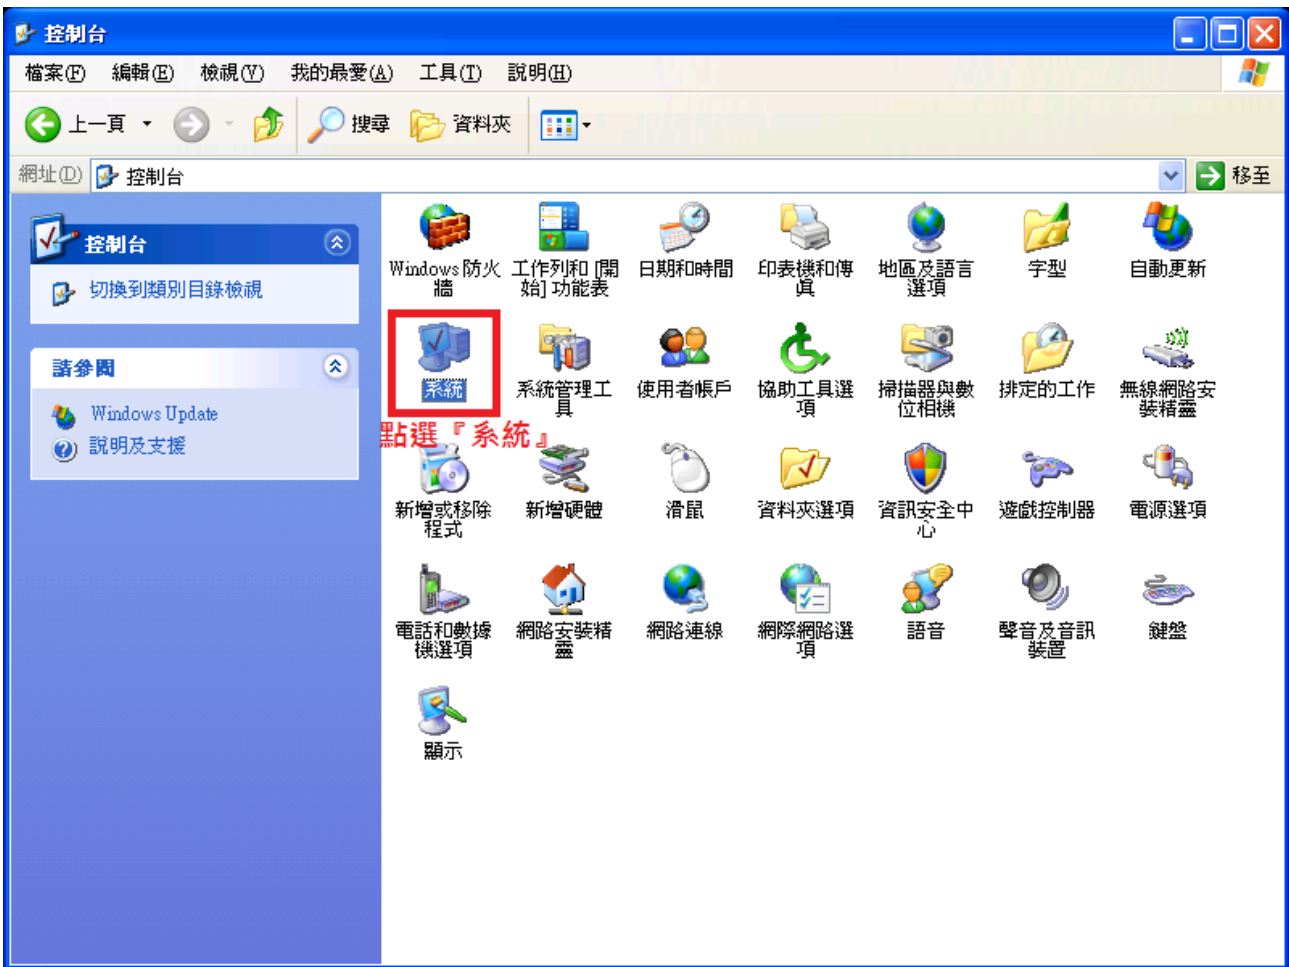 控制台
檔案(F) 編輯(E) 檢視(V) 我的最愛(A) 工具(T) 說明(H)
上一頁 搜尋 資料夾
網址(D) 控制台 移至
控制台
切換到類別目錄檢視
請參閱
Windows Update
說明及支援
Windows 防火
牆
工作列和 [開
始] 功能表
日期和時間
印表機和傳
真
地區及語言
選項
字型
自動更新
系統
系統管理工
具
使用者帳戶
協助工具選
項
掃描器與數
位相機
排定的工作
無線網路安
裝精靈
點選『系統』
新增或移除
程式
新增硬體
滑鼠
資料夾選項
資訊安全中
心
遊戲控制器
電源選項
電話和數據
機選項
網路安裝精
靈
網路連線
網際網路選
項
語音
聲音及音訊
裝置
鍵盤
顯示